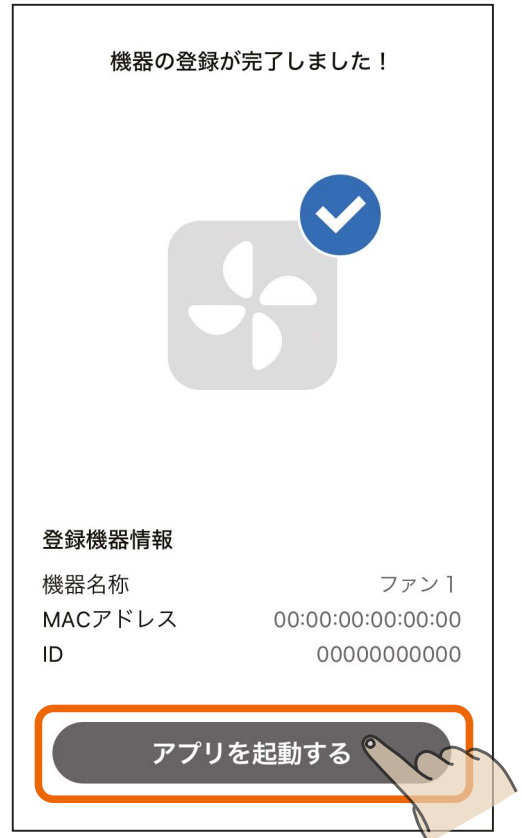 機器の登録が完了しました！
登録機器情報
機器名称 ファン1
MACアドレス 00:00:00:00:00:00
ID 00000000000
アプリを起動する